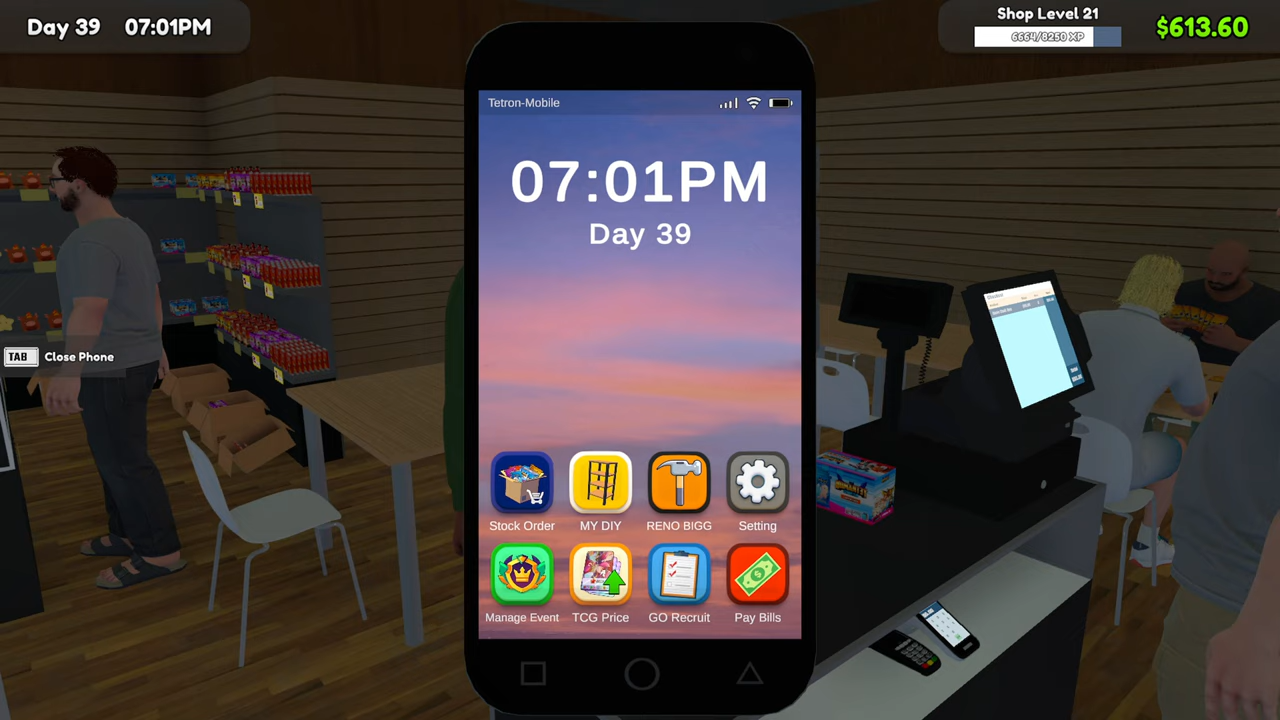 Day 39 07:01PM
Shop Level 21
6664/8250 XP
$613.60
Tetron-Mobile
07:01PM
Day 39
TAB Close Phone
Stock Order MY DIY RENO BIGG Setting
Manage Event TCG Price GO Recruit Pay Bills